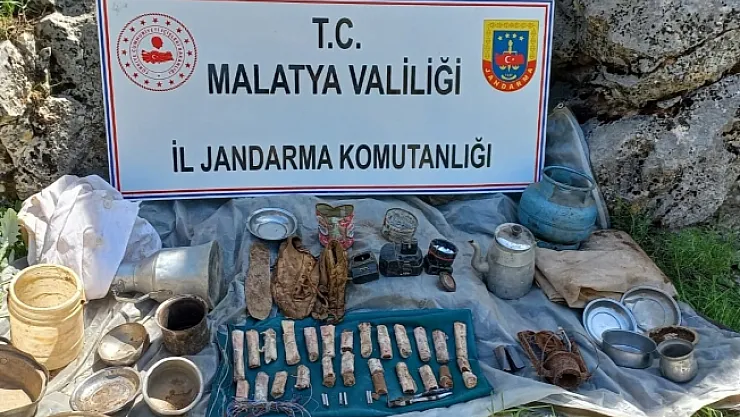 T.C.
MALATYA VALİLİĞİ
İL JANDARMA KOMUTANLIĞI
JANDARMA